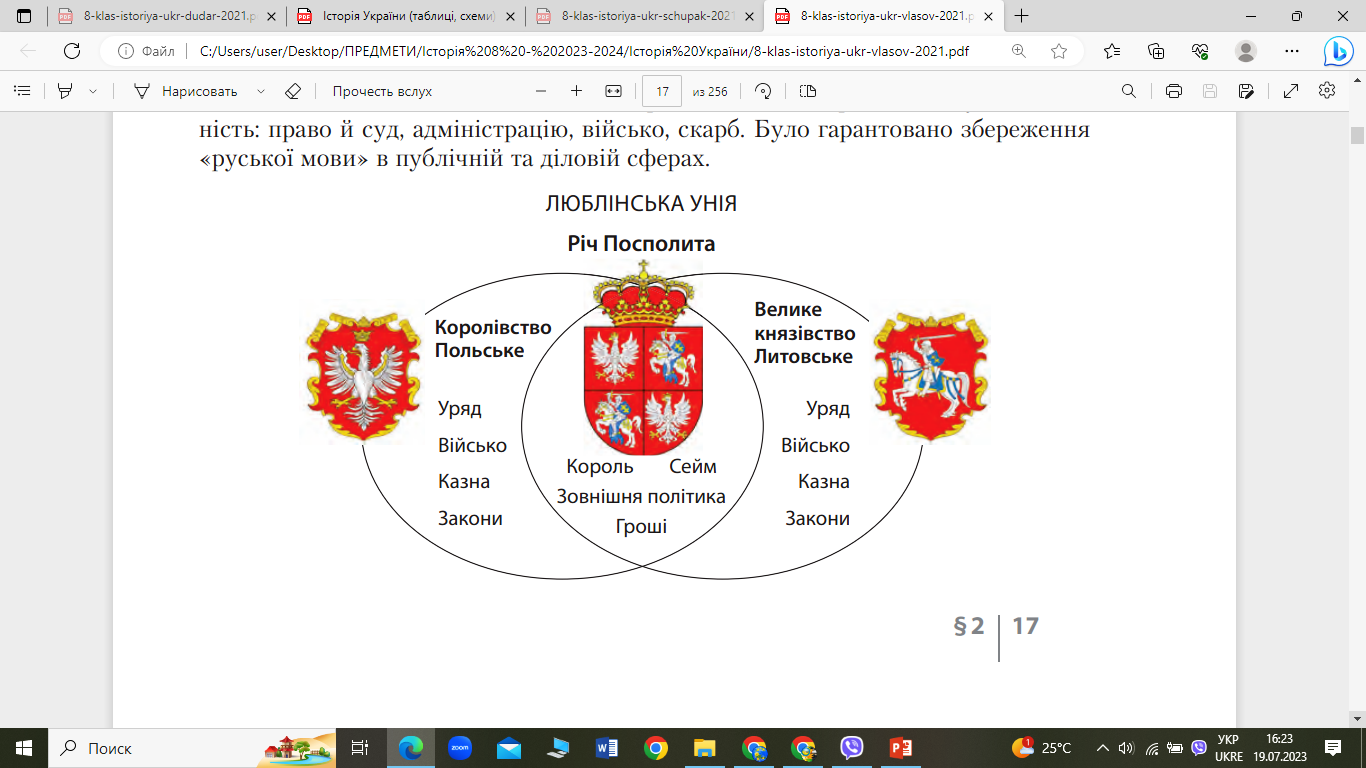 8-klas-istoriya-ukr-dudar-2021.p
Історія України (таблиці, схеми)
8-klas-istoriya-ukr-schupak-2021
8-klas-istoriya-ukr-vlasov-2021.p
Файл
C:/Users/user/Desktop/ПРЕДМЕТИ/Історія%208%20-%202023-2024/Історія%20України/8-klas-istoriya-ukr-vlasov-2021.pdf
Нарисовать
Прочесть вслух
17 из 256
ність: право й суд, адміністрацію, військо, скарб. Було гарантовано збереження
«руської мови» в публічній та діловій сферах.
ЛЮБЛІНСЬКА УНІЯ
Річ Посполита
Королівство
Польське
Уряд
Військо
Казна
Закони
Король Сейм
Зовнішня політика
Гроші
Велике
князівство
Литовське
Уряд
Військо
Казна
Закони
§ 2 17
Поиск
zoom
1
25°C
УКР
UKRE
16:23
19.07.2023